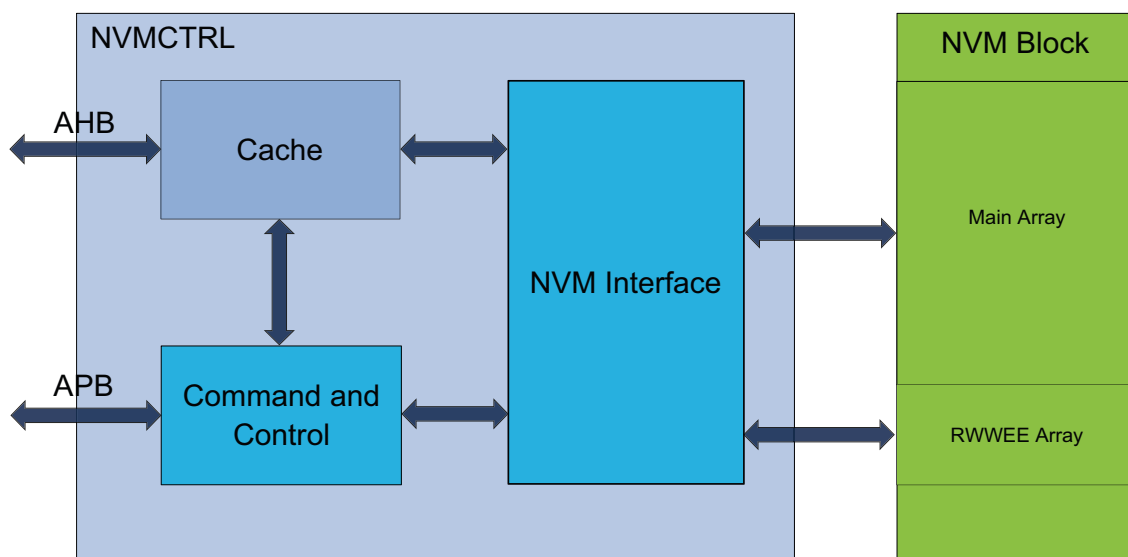 NVMCTRL
NVM Block
AHB
Cache
Main Array
NVM Interface
APB
Command and
Control
RWWEE Array